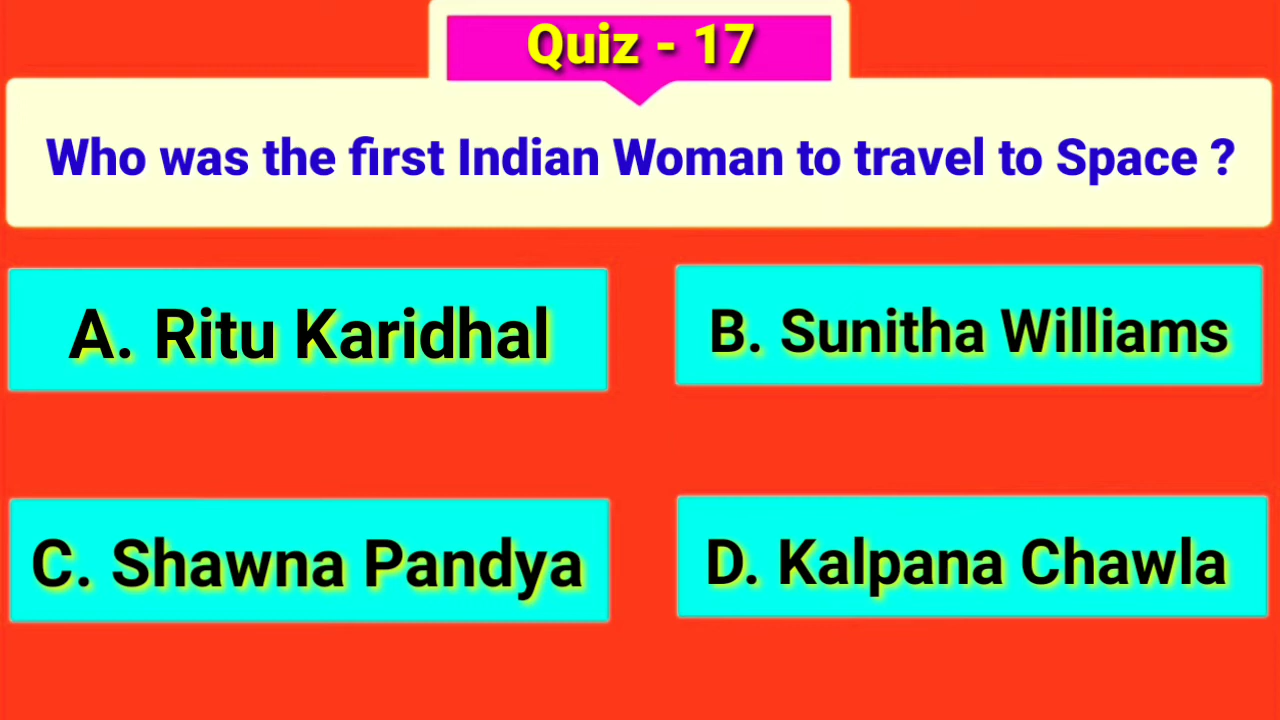 Quiz - 17
Who was the first Indian Woman to travel to Space ?
A. Ritu Karidhal
B. Sunitha Williams
C. Shawna Pandya
D. Kalpana Chawla